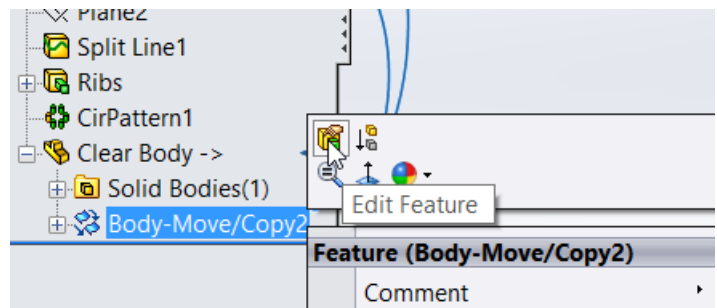 Plane2
Split Line1
Ribs
CirPattern1
Clear Body ->
Solid Bodies(1)
Body-Move/Copy2
Edit Feature
Feature (Body-Move/Copy2)
Comment